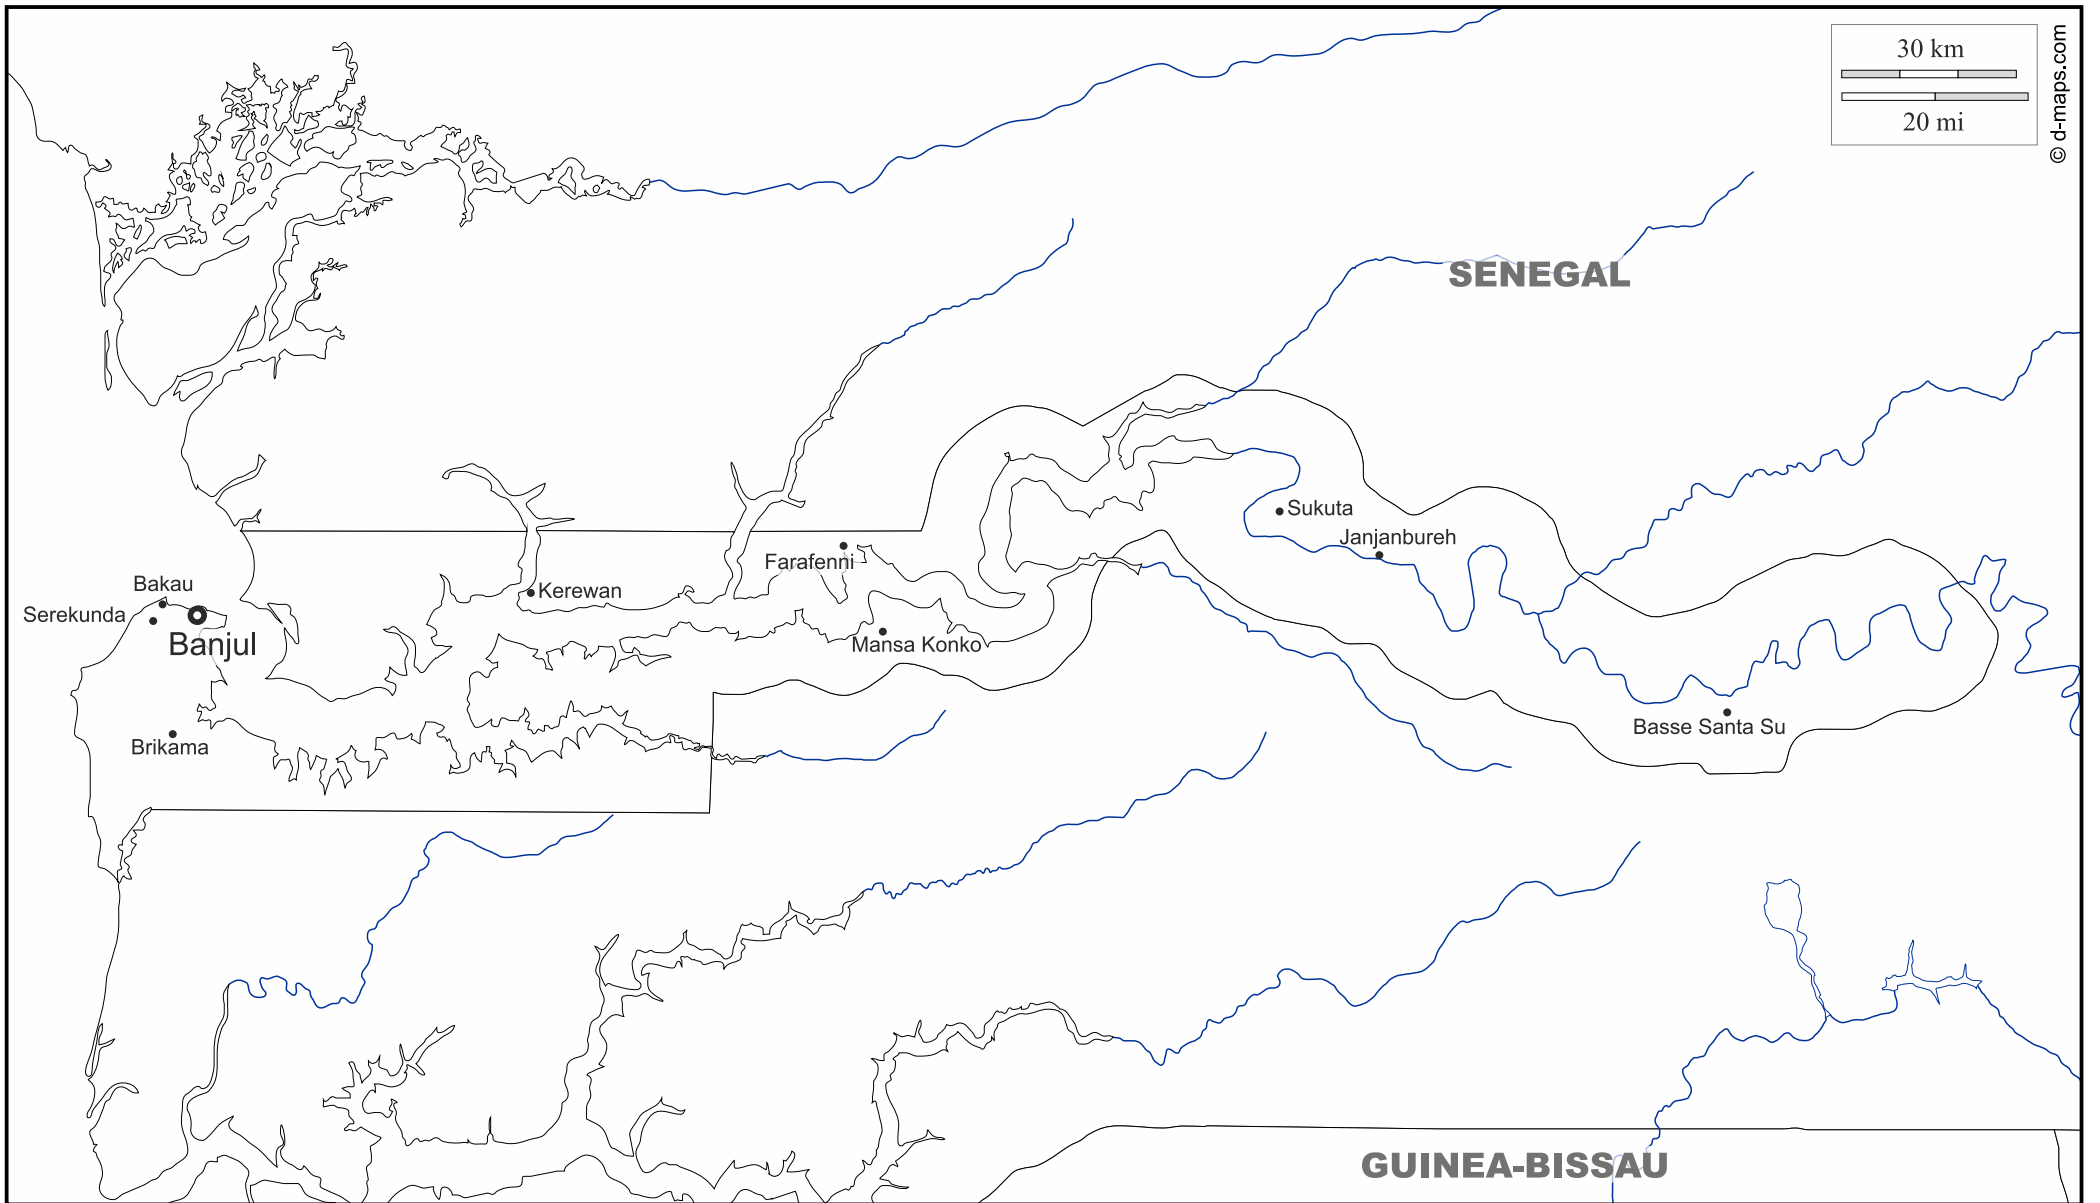 30 km
20 mi
© d-maps.com
SENEGAL
Sukuta
Janjanbureh
Farafenni
Bakau
Kerewan
Serekunda
Banjul
Mansa Konko
Basse Santa Su
Brikama
GUINEA-BISSAU